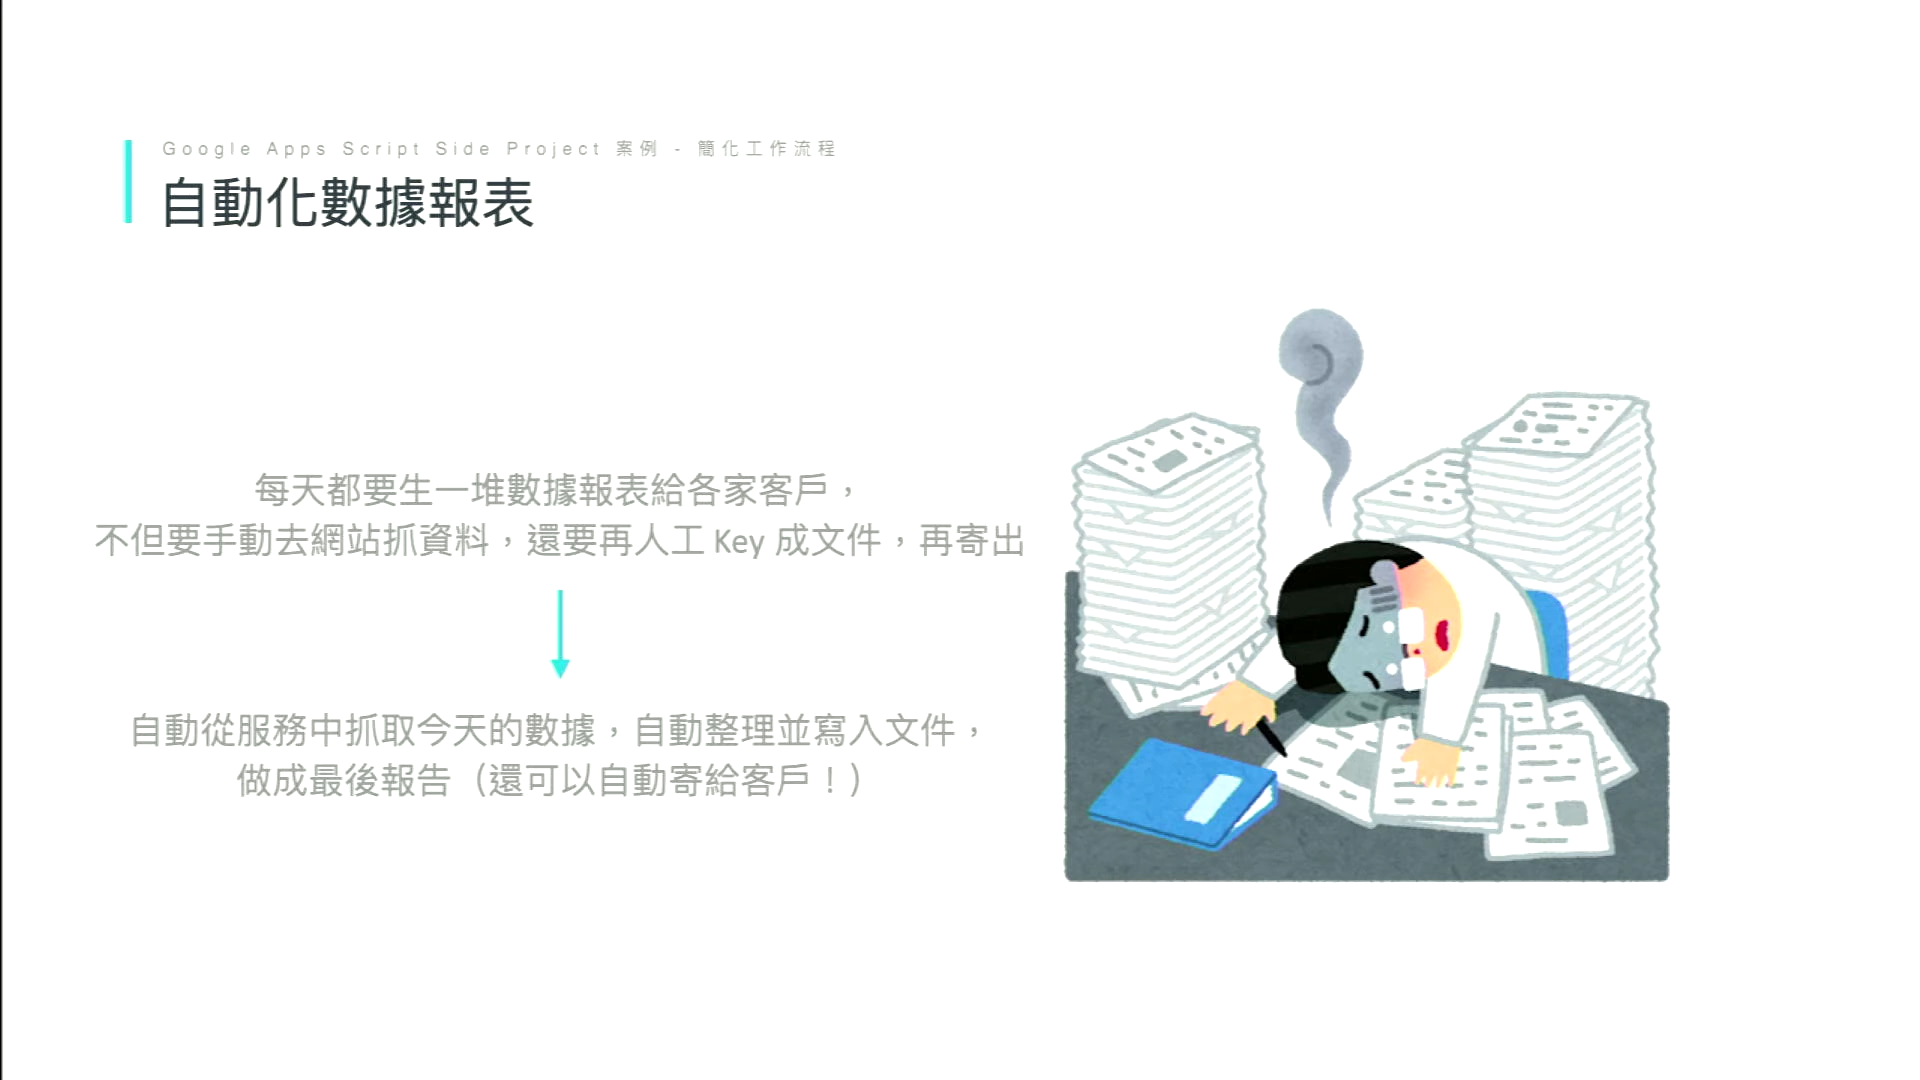 Google Apps Script Side Project 案例 - 簡化工作流程
自動化數據報表
每天都要生一堆數據報表給各家客戶，
不但要手動去網站抓資料，還要再人工 Key 成文件，再寄出
自動從服務中抓取今天的數據，自動整理並寫入文件，
做成最後報告（還可以自動寄給客戶！）